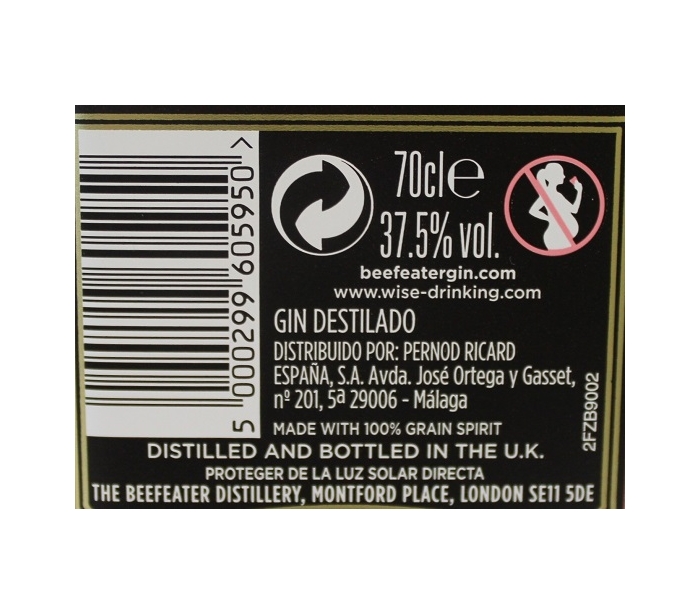 70cl e
37.5% vol.
beefeatergin.com
www.wise-drinking.com
GIN DESTILADO
DISTRIBUIDO POR: PERNOD RICARD
ESPAÑA, S.A. Avda. José Ortega y Gasset,
nº 201, 5ª 29006 - Málaga
MADE WITH 100% GRAIN SPIRIT
DISTILLED AND BOTTLED IN THE U.K.
PROTEGER DE LA LUZ SOLAR DIRECTA
THE BEEFEATER DISTILLERY, MONTFORD PLACE, LONDON SE11 5DE
5 000299 605950 >
2FZB9002